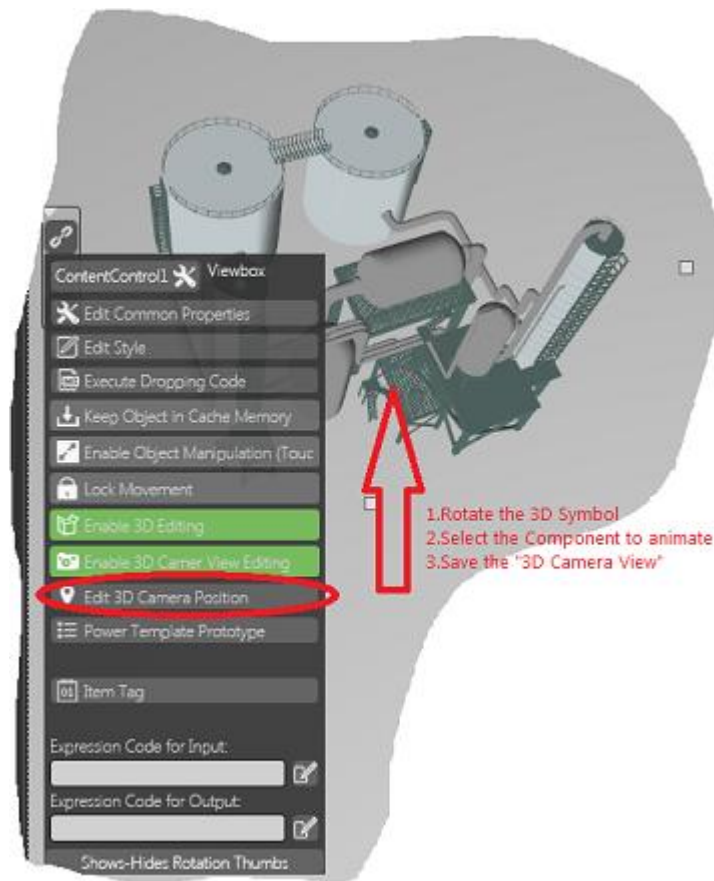 ContentControl1 Viewbox
Edit Common Properties
Edit Style
Execute Dropping Code
Keep Object in Cache Memory
Enable Object Manipulation (Touc
Lock Movement
Enable 3D Editing
Enable 3D Camer View Editing
Edit 3D Camera Position
Power Template Prototype
01 Item Tag
Expression Code for Input:
Expression Code for Output:
Shows-Hides Rotation Thumbs
1.Rotate the 3D Symbol
2.Select the Component to animate
3.Save the "3D Camera View"